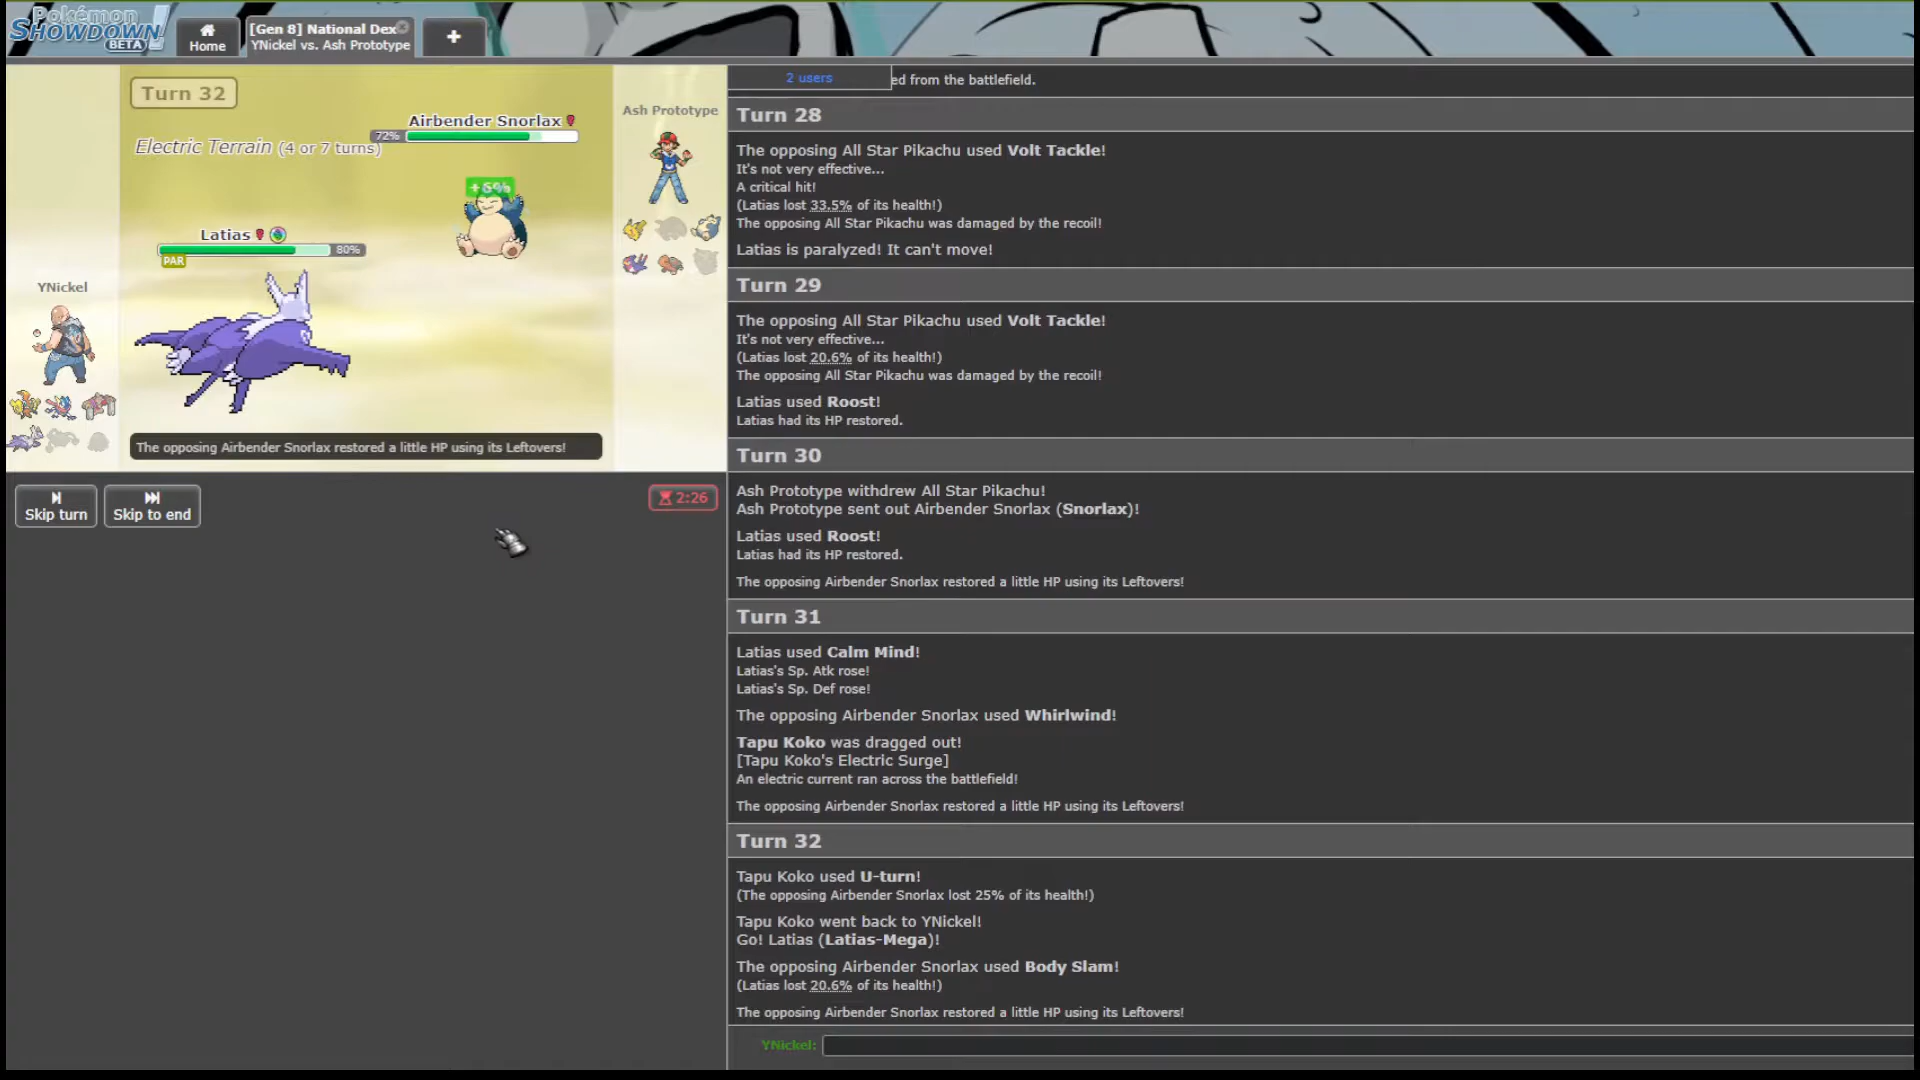 Pokémon
SHOWDOWN!
BETA
Home
[Gen 8] National Dex
YNickel vs. Ash Prototype
+
Turn 32
Electric Terrain (4 or 7 turns)
Airbender Snorlax
72%
Ash Prototype
+6%
Latias
80%
PAR
YNickel
The opposing Airbender Snorlax restored a little HP using its Leftovers!
Skip turn
Skip to end
2:26
2 users
ed from the battlefield.
Turn 28
The opposing All Star Pikachu used Volt Tackle!
It's not very effective...
A critical hit!
(Latias lost 33.5% of its health!)
The opposing All Star Pikachu was damaged by the recoil!
Latias is paralyzed! It can't move!
Turn 29
The opposing All Star Pikachu used Volt Tackle!
It's not very effective...
(Latias lost 20.6% of its health!)
The opposing All Star Pikachu was damaged by the recoil!
Latias used Roost!
Latias had its HP restored.
Turn 30
Ash Prototype withdrew All Star Pikachu!
Ash Prototype sent out Airbender Snorlax (Snorlax)!
Latias used Roost!
Latias had its HP restored.
The opposing Airbender Snorlax restored a little HP using its Leftovers!
Turn 31
Latias used Calm Mind!
Latias's Sp. Atk rose!
Latias's Sp. Def rose!
The opposing Airbender Snorlax used Whirlwind!
Tapu Koko was dragged out!
[Tapu Koko's Electric Surge]
An electric current ran across the battlefield!
The opposing Airbender Snorlax restored a little HP using its Leftovers!
Turn 32
Tapu Koko used U-turn!
(The opposing Airbender Snorlax lost 25% of its health!)
Tapu Koko went back to YNickel!
Go! Latias (Latias-Mega)!
The opposing Airbender Snorlax used Body Slam!
(Latias lost 20.6% of its health!)
The opposing Airbender Snorlax restored a little HP using its Leftovers!
YNickel: